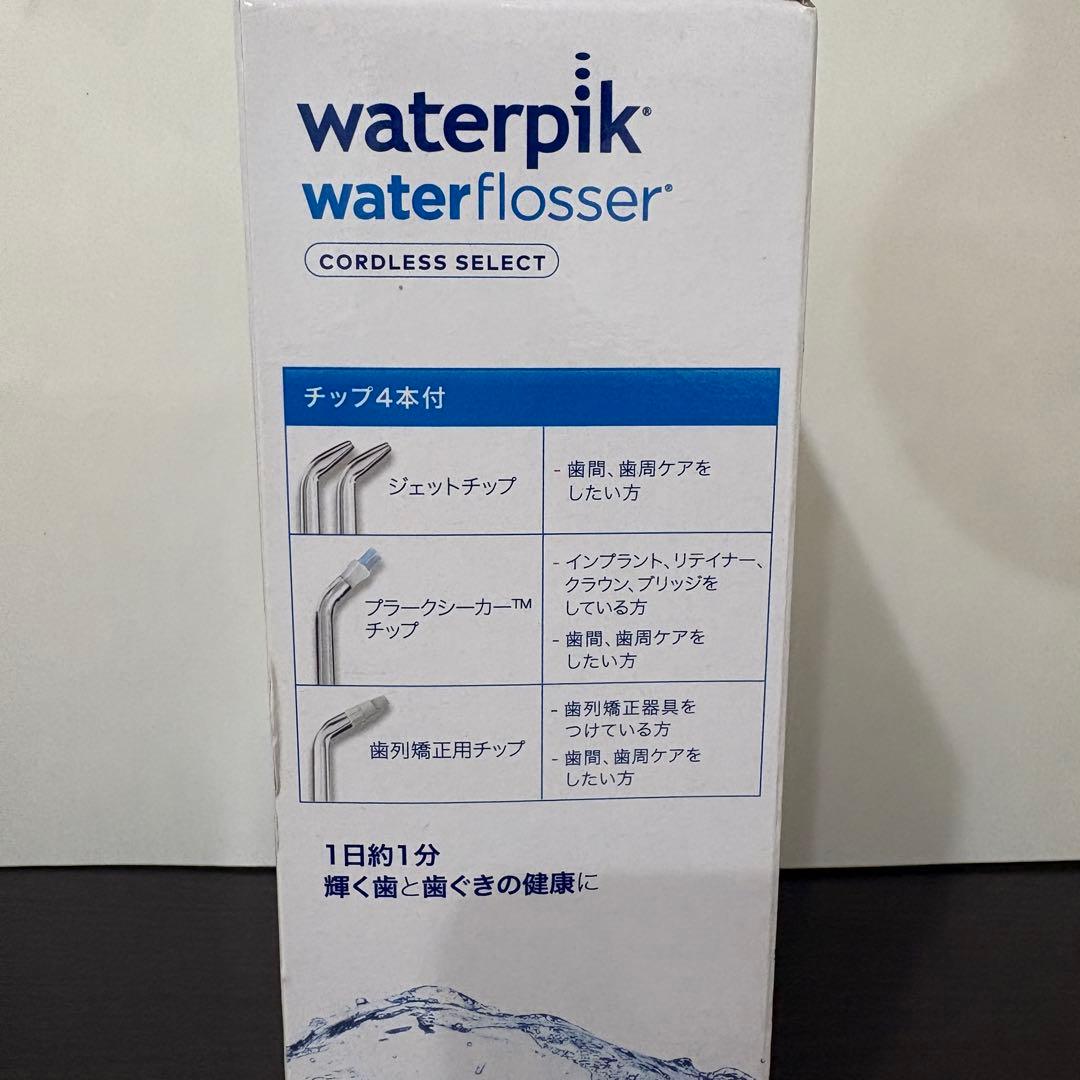 waterpik®
waterflosser®
CORDLESS SELECT
チップ4本付
ジェットチップ
- 歯間、歯周ケアを
したい方
プラークシーカー™
チップ
- インプラント、リテイナー、
クラウン、ブリッジを
している方
- 歯間、歯周ケアを
したい方
歯列矯正用チップ
- 歯列矯正器具を
つけている方
- 歯間、歯周ケアを
したい方
1日約1分
輝く歯と歯ぐきの健康に